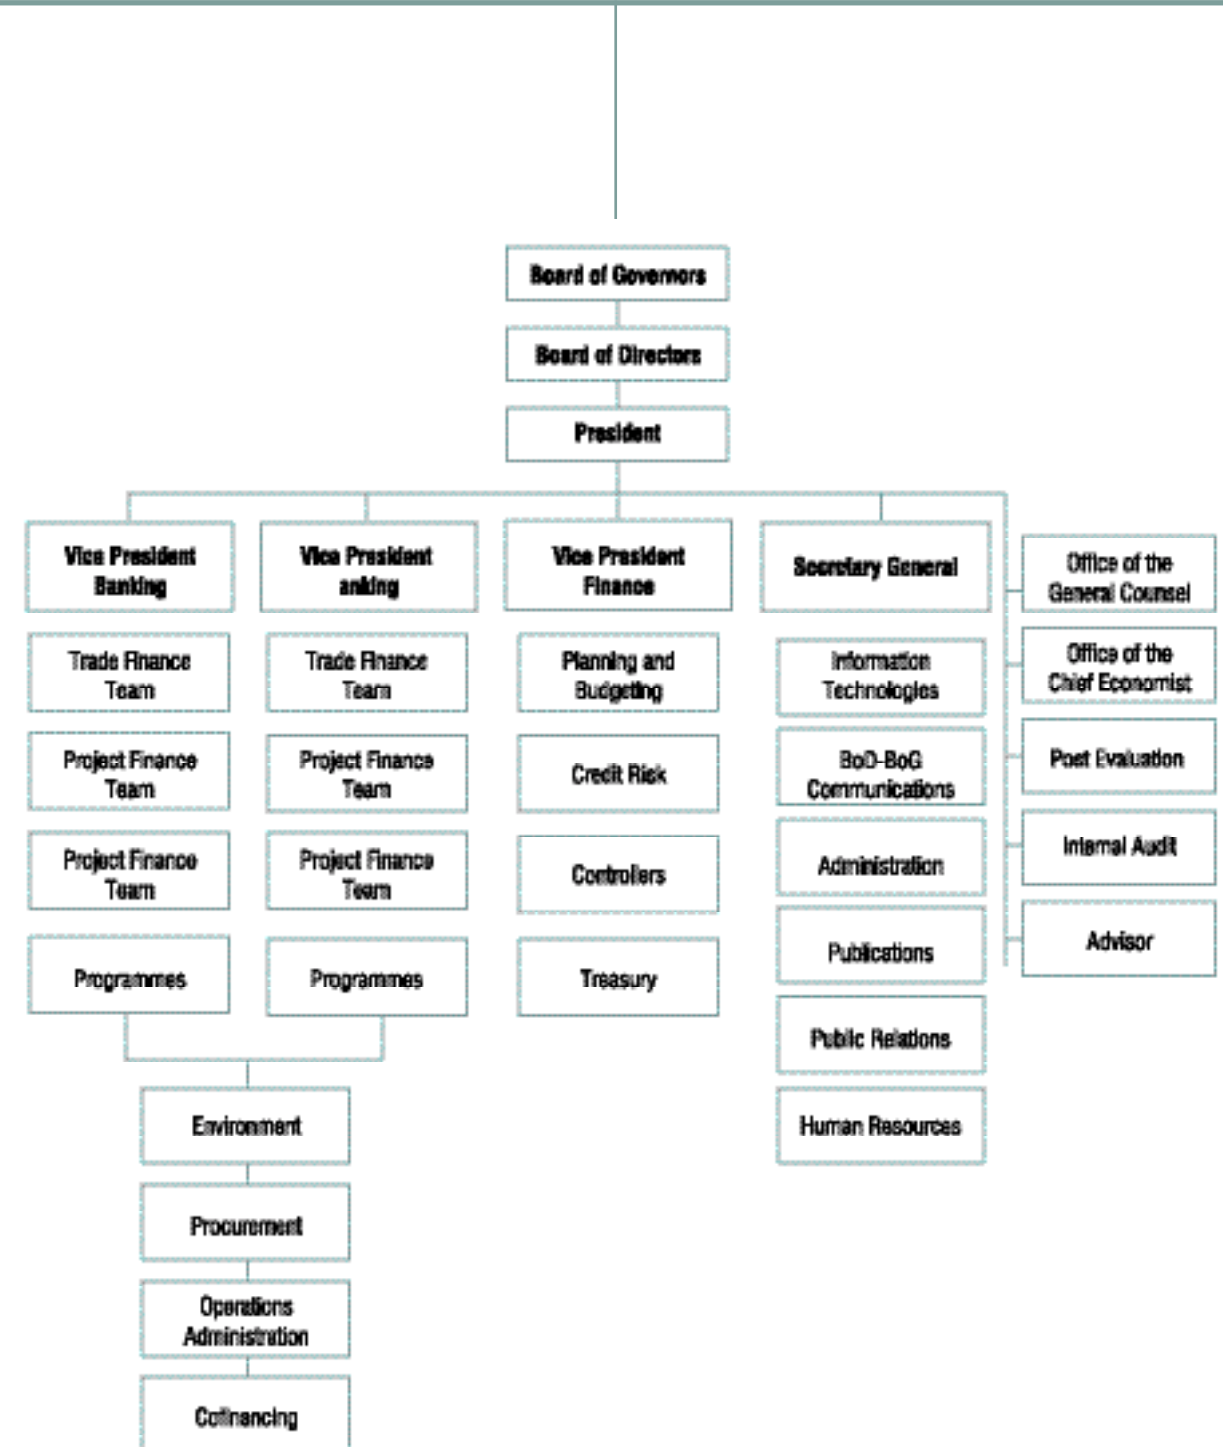 Board of Governors
Board of Directors
President
Vice President
Banking
Vice President
anking
Vice President
Finance
Secretary General
Office of the
General Counsel
Office of the
Chief Economist
Post Evaluation
Internal Audit
Advisor
Trade Finance
Team
Project Finance
Team
Project Finance
Team
Programmes
Trade Finance
Team
Project Finance
Team
Project Finance
Team
Programmes
Planning and
Budgeting
Credit Risk
Controllers
Treasury
Information
Technologies
BoD-BoG
Communications
Administration
Publications
Public Relations
Human Resources
Environment
Procurement
Operations
Administration
Cofinancing